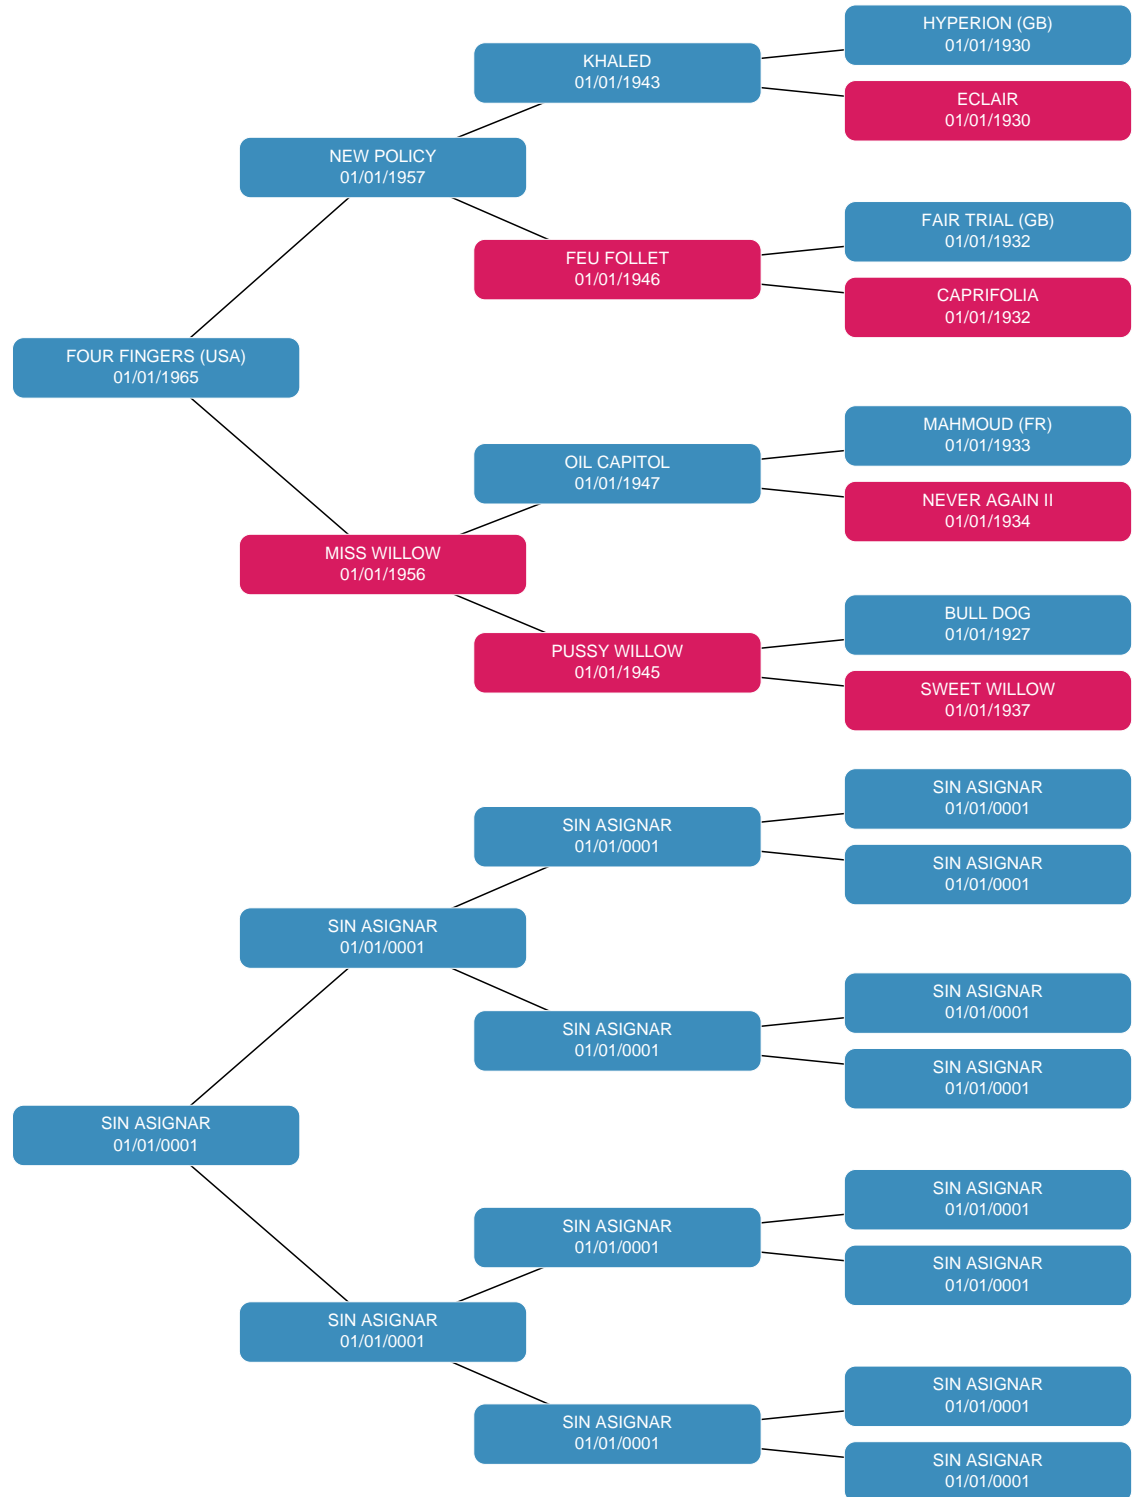 HYPERION (GB)
01/01/1930
KHALED
01/01/1943
ECLAIR
01/01/1930
NEW POLICY
01/01/1957
FAIR TRIAL (GB)
01/01/1932
FEU FOLLET
01/01/1946
CAPRIFOLIA
01/01/1932
FOUR FINGERS (USA)
01/01/1965
MAHMOUD (FR)
01/01/1933
OIL CAPITOL
01/01/1947
NEVER AGAIN II
01/01/1934
MISS WILLOW
01/01/1956
BULL DOG
01/01/1927
PUSSY WILLOW
01/01/1945
SWEET WILLOW
01/01/1937
SIN ASIGNAR
01/01/0001
SIN ASIGNAR
01/01/0001
SIN ASIGNAR
01/01/0001
SIN ASIGNAR
01/01/0001
SIN ASIGNAR
01/01/0001
SIN ASIGNAR
01/01/0001
SIN ASIGNAR
01/01/0001
SIN ASIGNAR
01/01/0001
SIN ASIGNAR
01/01/0001
SIN ASIGNAR
01/01/0001
SIN ASIGNAR
01/01/0001
SIN ASIGNAR
01/01/0001
SIN ASIGNAR
01/01/0001
SIN ASIGNAR
01/01/0001
SIN ASIGNAR
01/01/0001